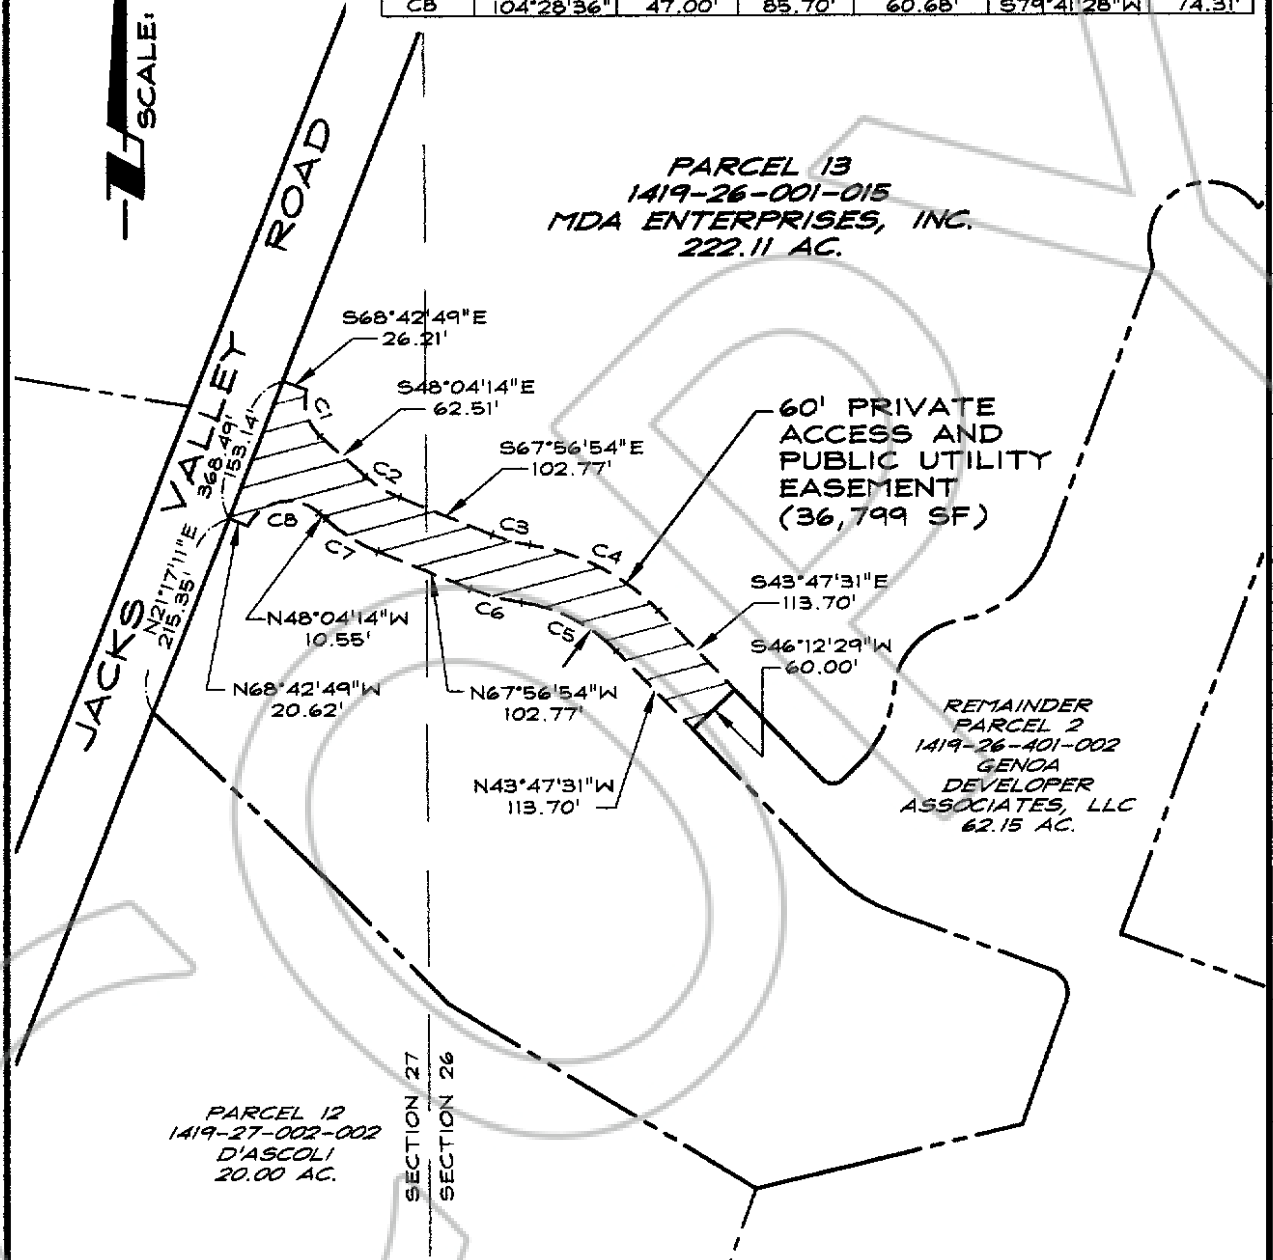 C8 104°28'36" 47.00' 85.70' 60.68' S79°41'28"W 74.31'
SCALE:
JACKS VALLEY ROAD
PARCEL 13
1419-26-001-015
MDA ENTERPRISES, INC.
222.11 AC.
S68°42'49"E
26.21'
C1
S48°04'14"E
62.51'
C2
S67°56'54"E
102.77'
C3
C4
60' PRIVATE
ACCESS AND
PUBLIC UTILITY
EASEMENT
(36,799 SF)
368.49'
153.14'
N21°17'11"E
215.35'
C8
C7
C6
C5
S43°47'31"E
113.70'
S46°12'29"W
60.00'
N48°04'14"W
10.55'
N68°42'49"W
20.62'
N67°56'54"W
102.77'
N43°47'31"W
113.70'
REMAINDER
PARCEL 2
1419-26-401-002
GENOA
DEVELOPER
ASSOCIATES, LLC
62.15 AC.
PARCEL 12
1419-27-002-002
D'ASCOLI
20.00 AC.
SECTION 27
SECTION 26